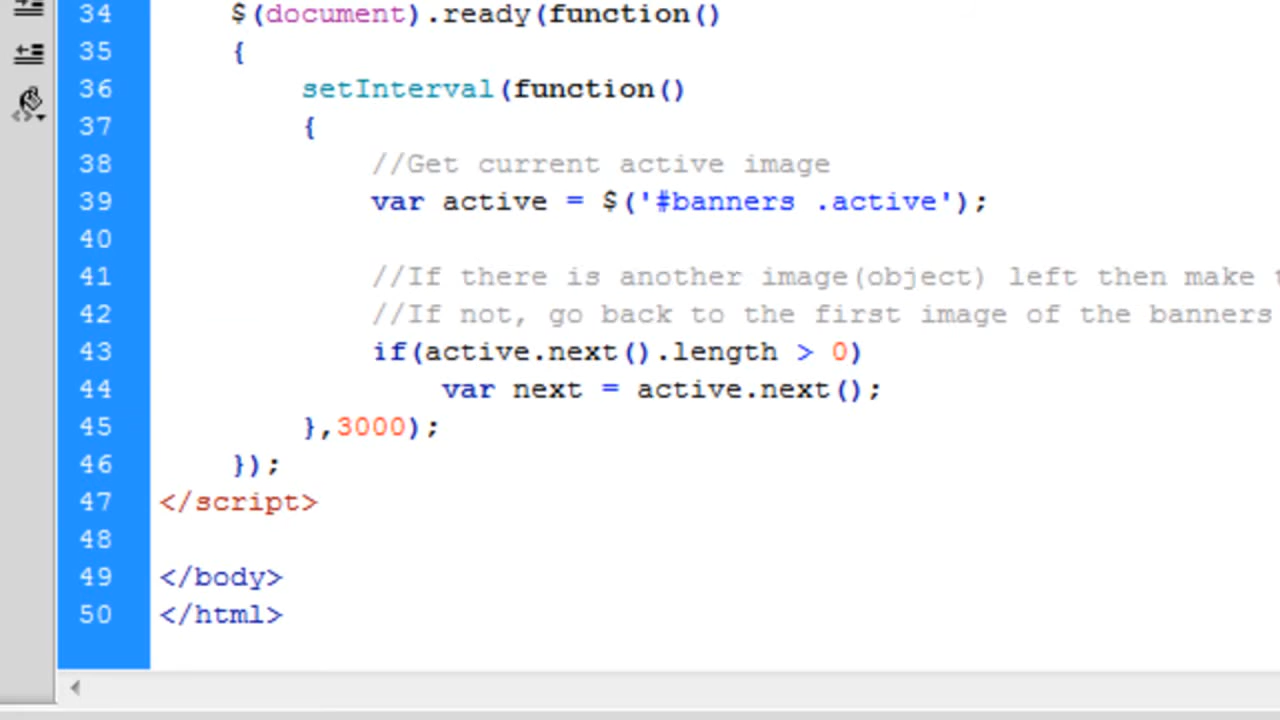 34 $(document).ready(function()
35 {
36 setInterval(function()
37 {
38 //Get current active image
39 var active = $('#banners .active');
40
41 //If there is another image(object) left then make
42 //If not, go back to the first image of the banners
43 if(active.next().length > 0)
44 var next = active.next();
45 },3000);
46 });
47 </script>
48
49 </body>
50 </html>